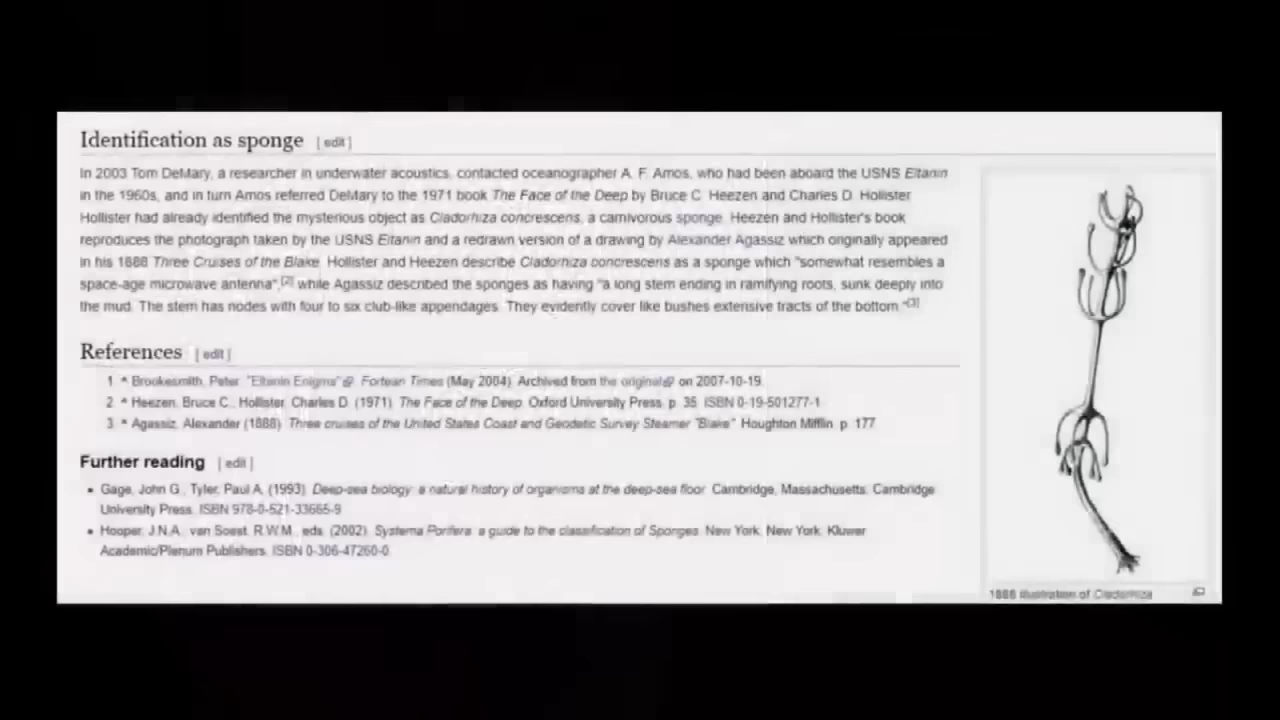 Identification as sponge [ edit ]
In 2003 Tom DeMary, a researcher in underwater acoustics, contacted oceanographer A. F. Amos, who had been aboard the USNS Eltanin
in the 1960s, and in turn Amos referred DeMary to the 1971 book The Face of the Deep by Bruce C. Heezen and Charles D. Hollister
Hollister had already identified the mysterious object as Cladorhiza concrescens, a carnivorous sponge. Heezen and Hollister's book
reproduces the photograph taken by the USNS Eltanin and a redrawn version of a drawing by Alexander Agassiz which originally appeared
in his 1888 Three Cruises of the Blake. Hollister and Heezen describe Cladorhiza concrescens as a sponge which "somewhat resembles a
space-age microwave antenna",[2] while Agassiz described the sponges as having "a long stem ending in ramifying roots, sunk deeply into
the mud. The stem has nodes with four to six club-like appendages. They evidently cover like bushes extensive tracts of the bottom."[3]
References [ edit ]
1 ^ Brookesmith, Peter. "Eltanin Enigma" Fortean Times (May 2004). Archived from the original on 2007-10-19.
2 ^ Heezen, Bruce C., Hollister, Charles D. (1971). The Face of the Deep. Oxford University Press. p. 35. ISBN 0-19-501277-1.
3 ^ Agassiz, Alexander (1888). Three cruises of the United States Coast and Geodetic Survey Steamer "Blake". Houghton Mifflin. p. 177.
Further reading [ edit ]
• Gage, John G., Tyler, Paul A. (1993). Deep-sea biology: a natural history of organisms at the deep-sea floor. Cambridge, Massachusetts: Cambridge
University Press. ISBN 978-0-521-33665-9.
• Hooper, J.N.A., van Soest, R.W.M., eds. (2002). Systema Porifera: a guide to the classification of Sponges. New York, New York: Kluwer
Academic/Plenum Publishers. ISBN 0-306-47260-0.
1888 illustration of Cladorhiza